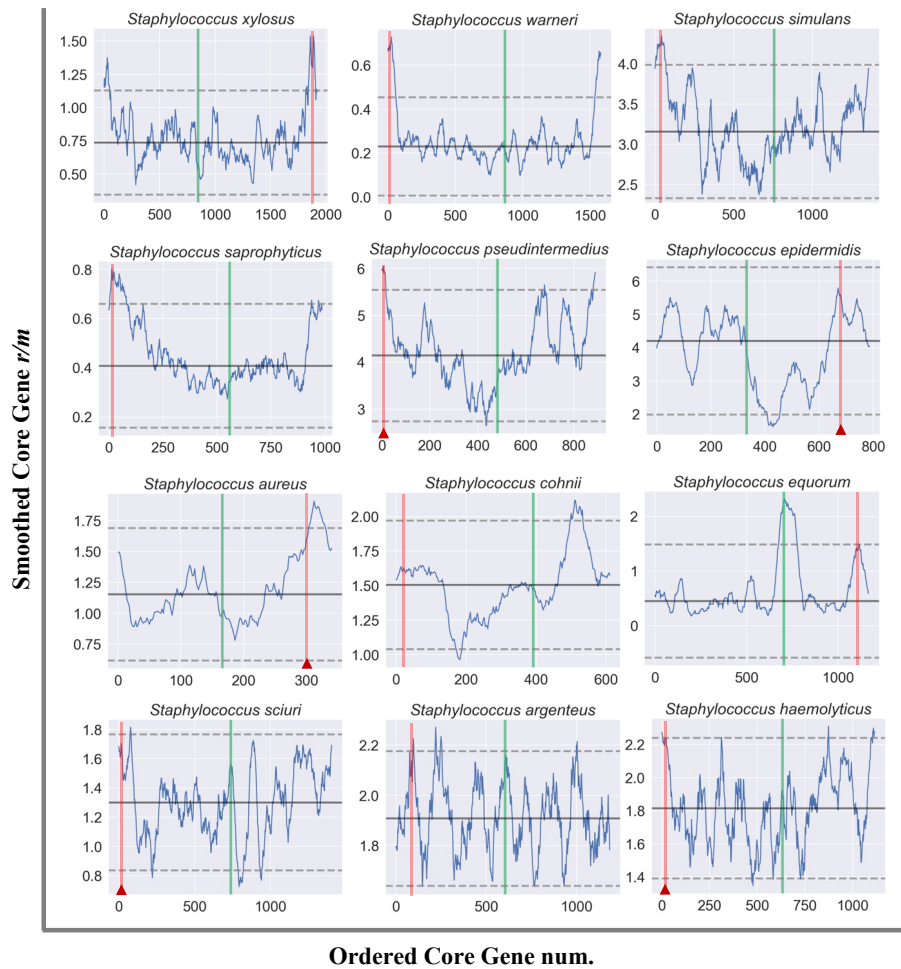 Smoothed Core Gene r/m
Staphylococcus xylosus
1.50
1.25
1.00
0.75
0.50
0 500 1000 1500 2000
Staphylococcus warneri
0.6
0.4
0.2
0.0
0 500 1000 1500
Staphylococcus simulans
4.0
3.5
3.0
2.5
0 500 1000
Staphylococcus saprophyticus
0.8
0.6
0.4
0.2
0 250 500 750 1000
Staphylococcus pseudintermedius
6
5
4
3
0 200 400 600 800
Staphylococcus epidermidis
6
4
2
0 200 400 600 800
Staphylococcus aureus
1.75
1.50
1.25
1.00
0.75
0 100 200 300
Staphylococcus cohnii
2.00
1.75
1.50
1.25
1.00
0 200 400 600
Staphylococcus equorum
2
1
0
0 500 1000
Staphylococcus sciuri
1.8
1.6
1.4
1.2
1.0
0.8
0 500 1000
Staphylococcus argenteus
2.2
2.0
1.8
0 500 1000
Staphylococcus haemolyticus
2.2
2.0
1.8
1.6
1.4
0 250 500 750 1000
Ordered Core Gene num.